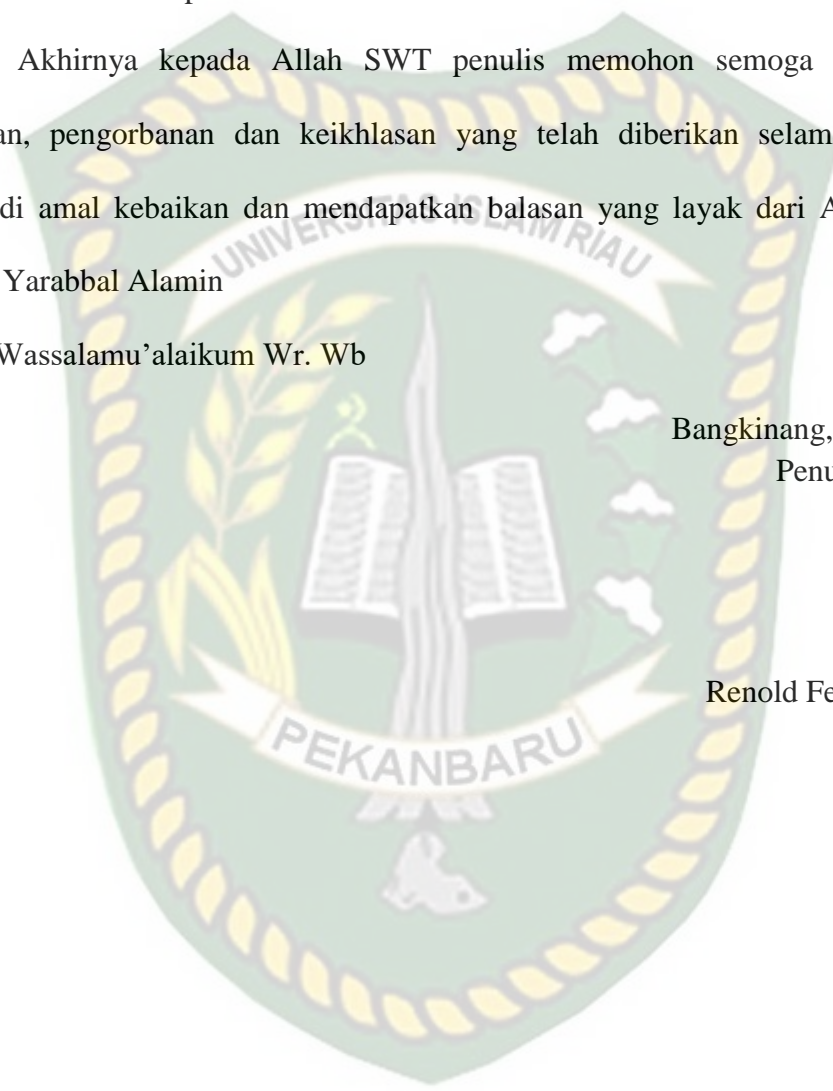 Akhirnya kepada Allah SWT penulis memohon semoga
an, pengorbanan dan keikhlasan yang telah diberikan selam
di amal kebaikan dan mendapatkan balasan yang layak dari A
UNIVERSITAS ISLAM RIAU
Yarabbal Alamin
Wassalamu’alaikum Wr. Wb
Bangkinang,
Penu
Renold Fe
PEKANBARU